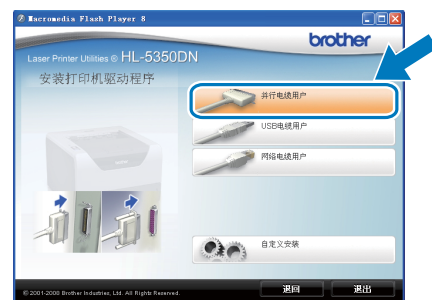 Macromedia Flash Player 8
brother
Laser Printer Utilities © HL-5350DN
安装打印机驱动程序
并行电缆用户
USB电缆用户
网络电缆用户
自定义安装
© 2001-2008 Brother Industries, Ltd. All Rights Reserved.
返回
退出